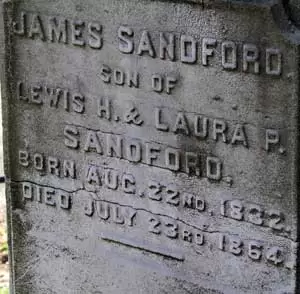 JAMES SANDFORD.
SON OF
LEWIS H. & LAURA P.
SANDFORD.
BORN AUG. 22ND, 1832.
DIED JULY 23RD 1864.